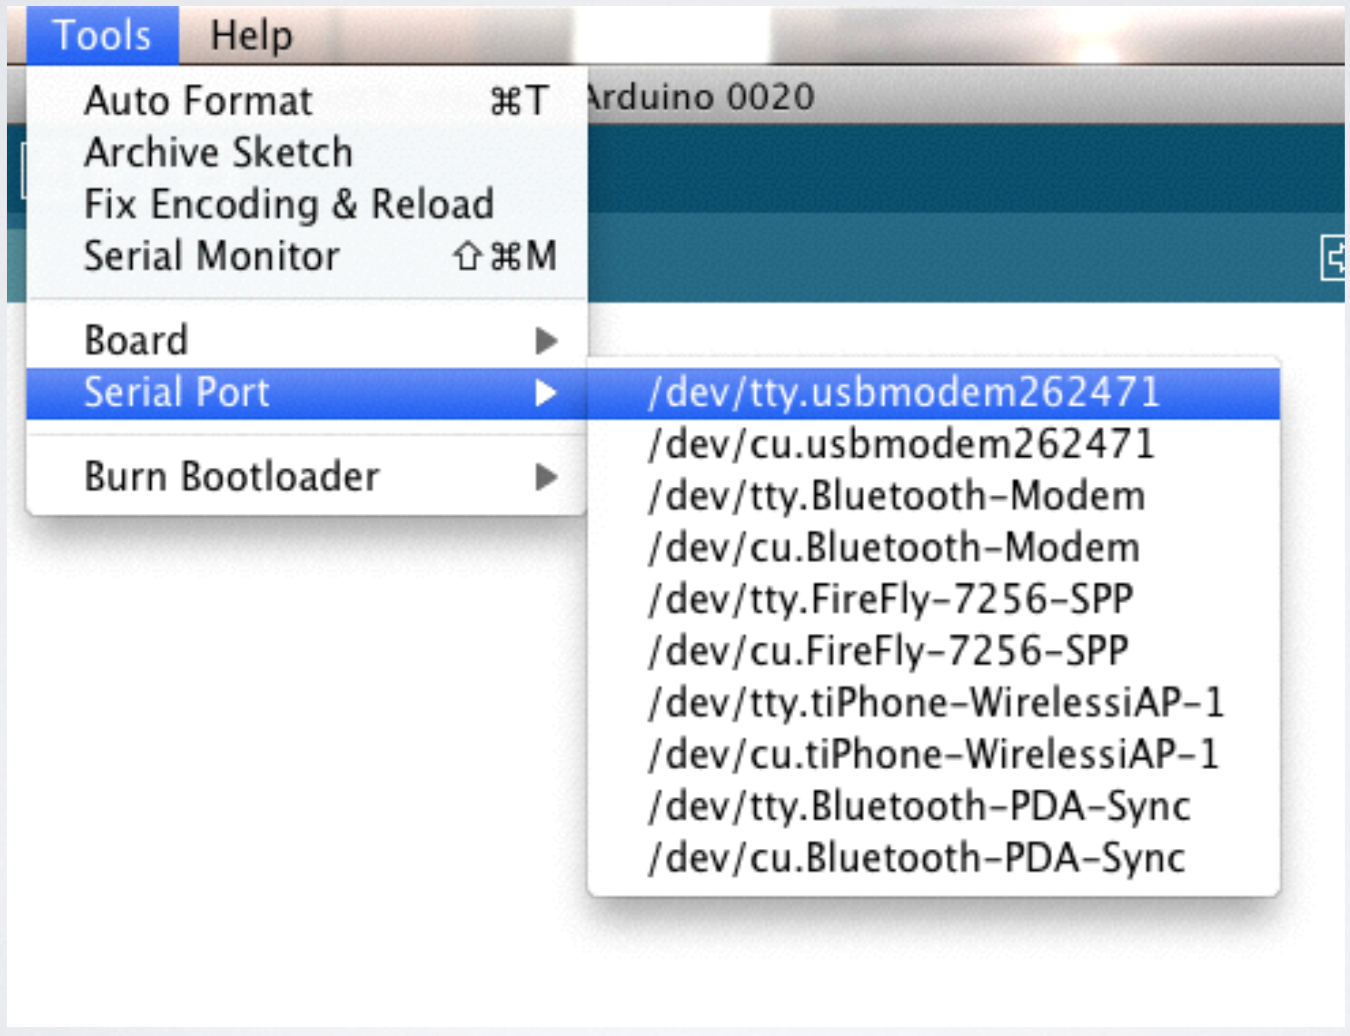 Tools Help
Arduino 0020
Auto Format ⌘T
Archive Sketch
Fix Encoding & Reload
Serial Monitor ⇧⌘M
Board
Serial Port
Burn Bootloader
/dev/tty.usbmodem262471
/dev/cu.usbmodem262471
/dev/tty.Bluetooth-Modem
/dev/cu.Bluetooth-Modem
/dev/tty.FireFly-7256-SPP
/dev/cu.FireFly-7256-SPP
/dev/tty.tiPhone-WirelessiAP-1
/dev/cu.tiPhone-WirelessiAP-1
/dev/tty.Bluetooth-PDA-Sync
/dev/cu.Bluetooth-PDA-Sync